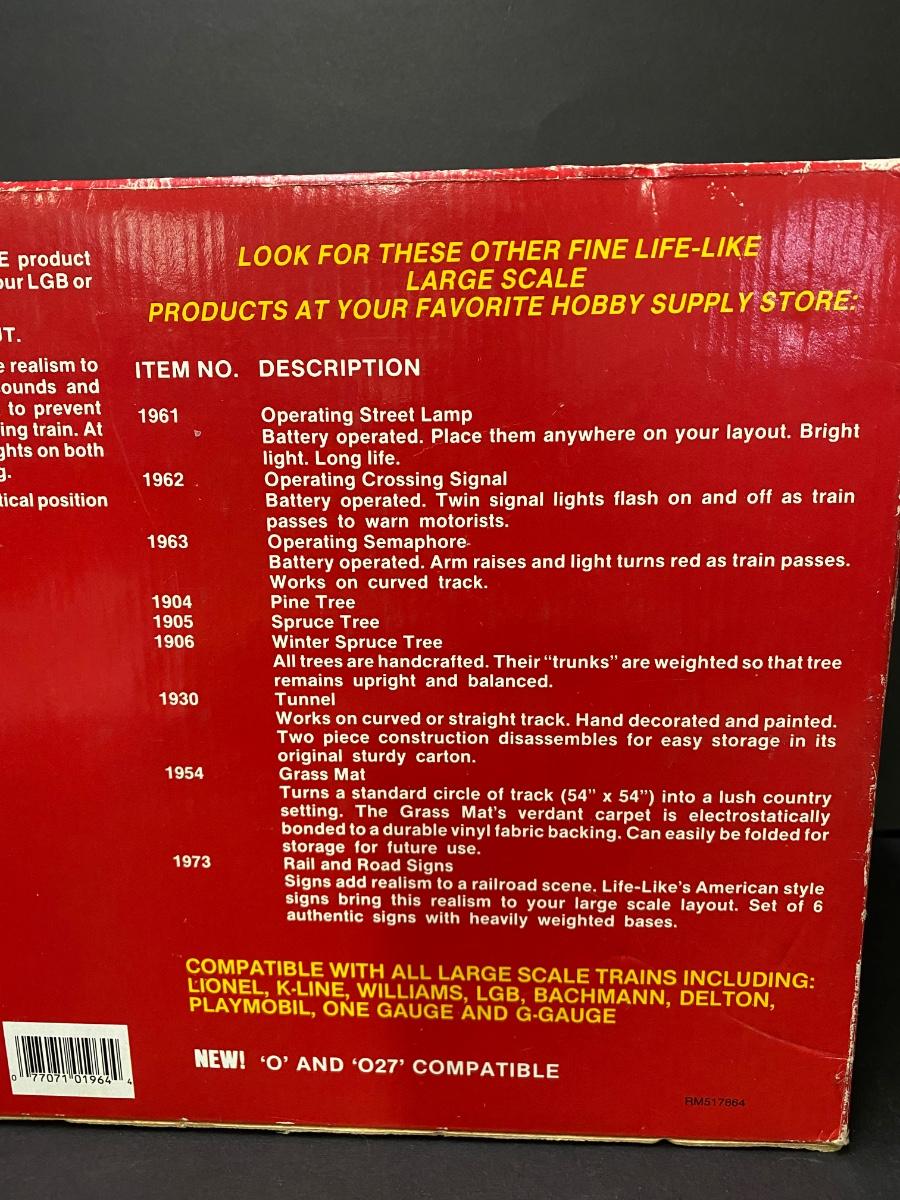 E product
our LGB or
UT.
e realism to
ounds and
to prevent
ing train. At
ghts on both
g.
tical position
LOOK FOR THESE OTHER FINE LIFE-LIKE
LARGE SCALE
PRODUCTS AT YOUR FAVORITE HOBBY SUPPLY STORE:
ITEM NO. DESCRIPTION
1961 Operating Street Lamp
Battery operated. Place them anywhere on your layout. Bright
light. Long life.
1962 Operating Crossing Signal
Battery operated. Twin signal lights flash on and off as train
passes to warn motorists.
1963 Operating Semaphore
Battery operated. Arm raises and light turns red as train passes.
Works on curved track.
1904 Pine Tree
1905 Spruce Tree
1906 Winter Spruce Tree
All trees are handcrafted. Their "trunks" are weighted so that tree
remains upright and balanced.
1930 Tunnel
Works on curved or straight track. Hand decorated and painted.
Two piece construction disassembles for easy storage in its
original sturdy carton.
1954 Grass Mat
Turns a standard circle of track (54" x 54") into a lush country
setting. The Grass Mat's verdant carpet is electrostatically
bonded to a durable vinyl fabric backing. Can easily be folded for
storage for future use.
1973 Rail and Road Signs
Signs add realism to a railroad scene. Life-Like's American style
signs bring this realism to your large scale layout. Set of 6
authentic signs with heavily weighted bases.
COMPATIBLE WITH ALL LARGE SCALE TRAINS INCLUDING:
LIONEL, K-LINE, WILLIAMS, LGB, BACHMANN, DELTON,
PLAYMOBIL, ONE GAUGE AND G-GAUGE
NEW! 'O' AND 'O27' COMPATIBLE
0 77071 01964 4
RM517864